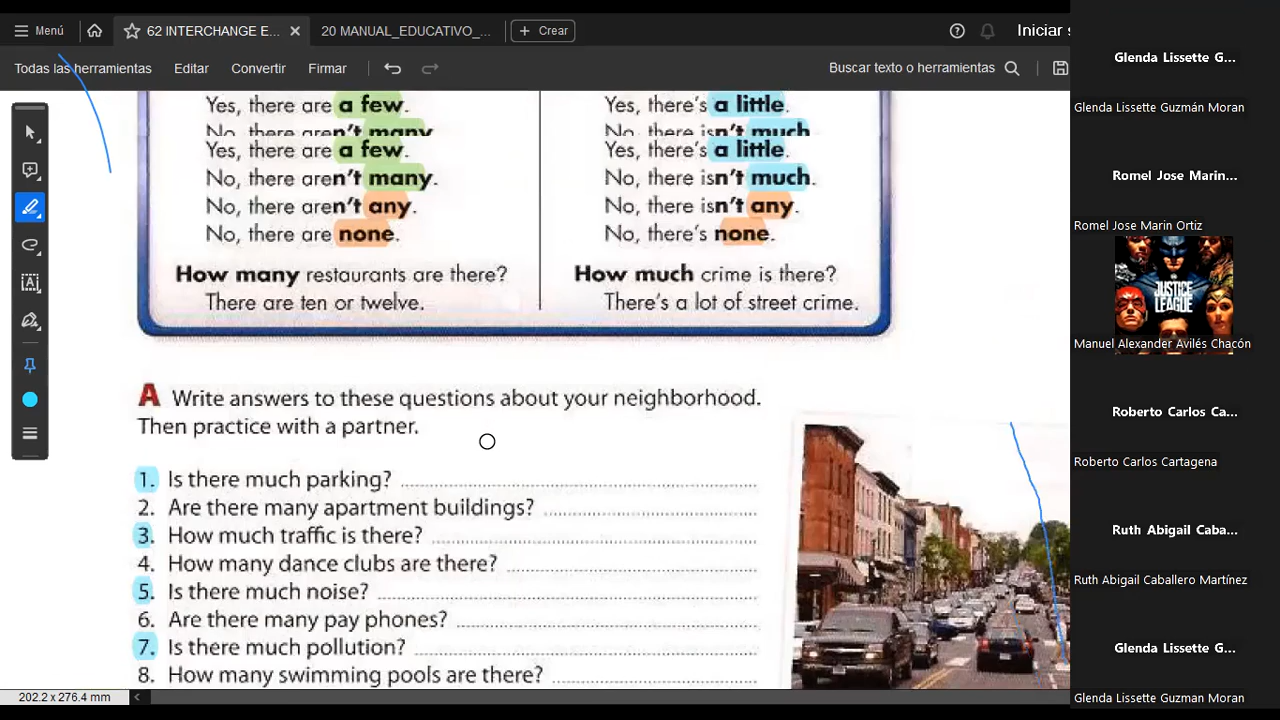 Menú
62 INTERCHANGE E...
20 MANUAL_EDUCATIVO_...
Crear
Iniciar s
Todas las herramientas
Editar
Convertir
Firmar
Buscar texto o herramientas
Yes, there are a few.
No, there aren't many
Yes, there are a few.
No, there aren't many.
No, there aren't any.
No, there are none.
How many restaurants are there?
There are ten or twelve.
Yes, there's a little.
No, there isn't much
Yes, there's a little.
No, there isn't much.
No, there isn't any.
No, there's none.
How much crime is there?
There's a lot of street crime.
A Write answers to these questions about your neighborhood.
Then practice with a partner.
1. Is there much parking?
2. Are there many apartment buildings?
3. How much traffic is there?
4. How many dance clubs are there?
5. Is there much noise?
6. Are there many pay phones?
7. Is there much pollution?
8. How many swimming pools are there?
202.2 x 276.4 mm
Glenda Lissette G...
Glenda Lissette Guzmán Moran
Romel Jose Marin...
Romel Jose Marin Ortiz
JUSTICE
LEAGUE
Manuel Alexander Avilés Chacón
Roberto Carlos Ca...
Roberto Carlos Cartagena
Ruth Abigail Caba...
Ruth Abigail Caballero Martínez
Glenda Lissette G...
Glenda Lissette Guzman Moran